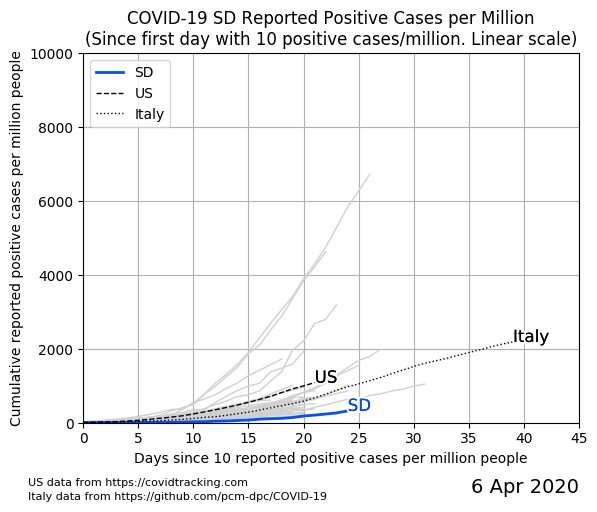 COVID-19 SD Reported Positive Cases per Million
(Since first day with 10 positive cases/million. Linear scale)
Cumulative reported positive cases per million people
10000
8000
6000
4000
2000
0
SD
US
Italy
Italy
US
SD
0 5 10 15 20 25 30 35 40 45
Days since 10 reported positive cases per million people
US data from https://covidtracking.com
Italy data from https://github.com/pcm-dpc/COVID-19
6 Apr 2020